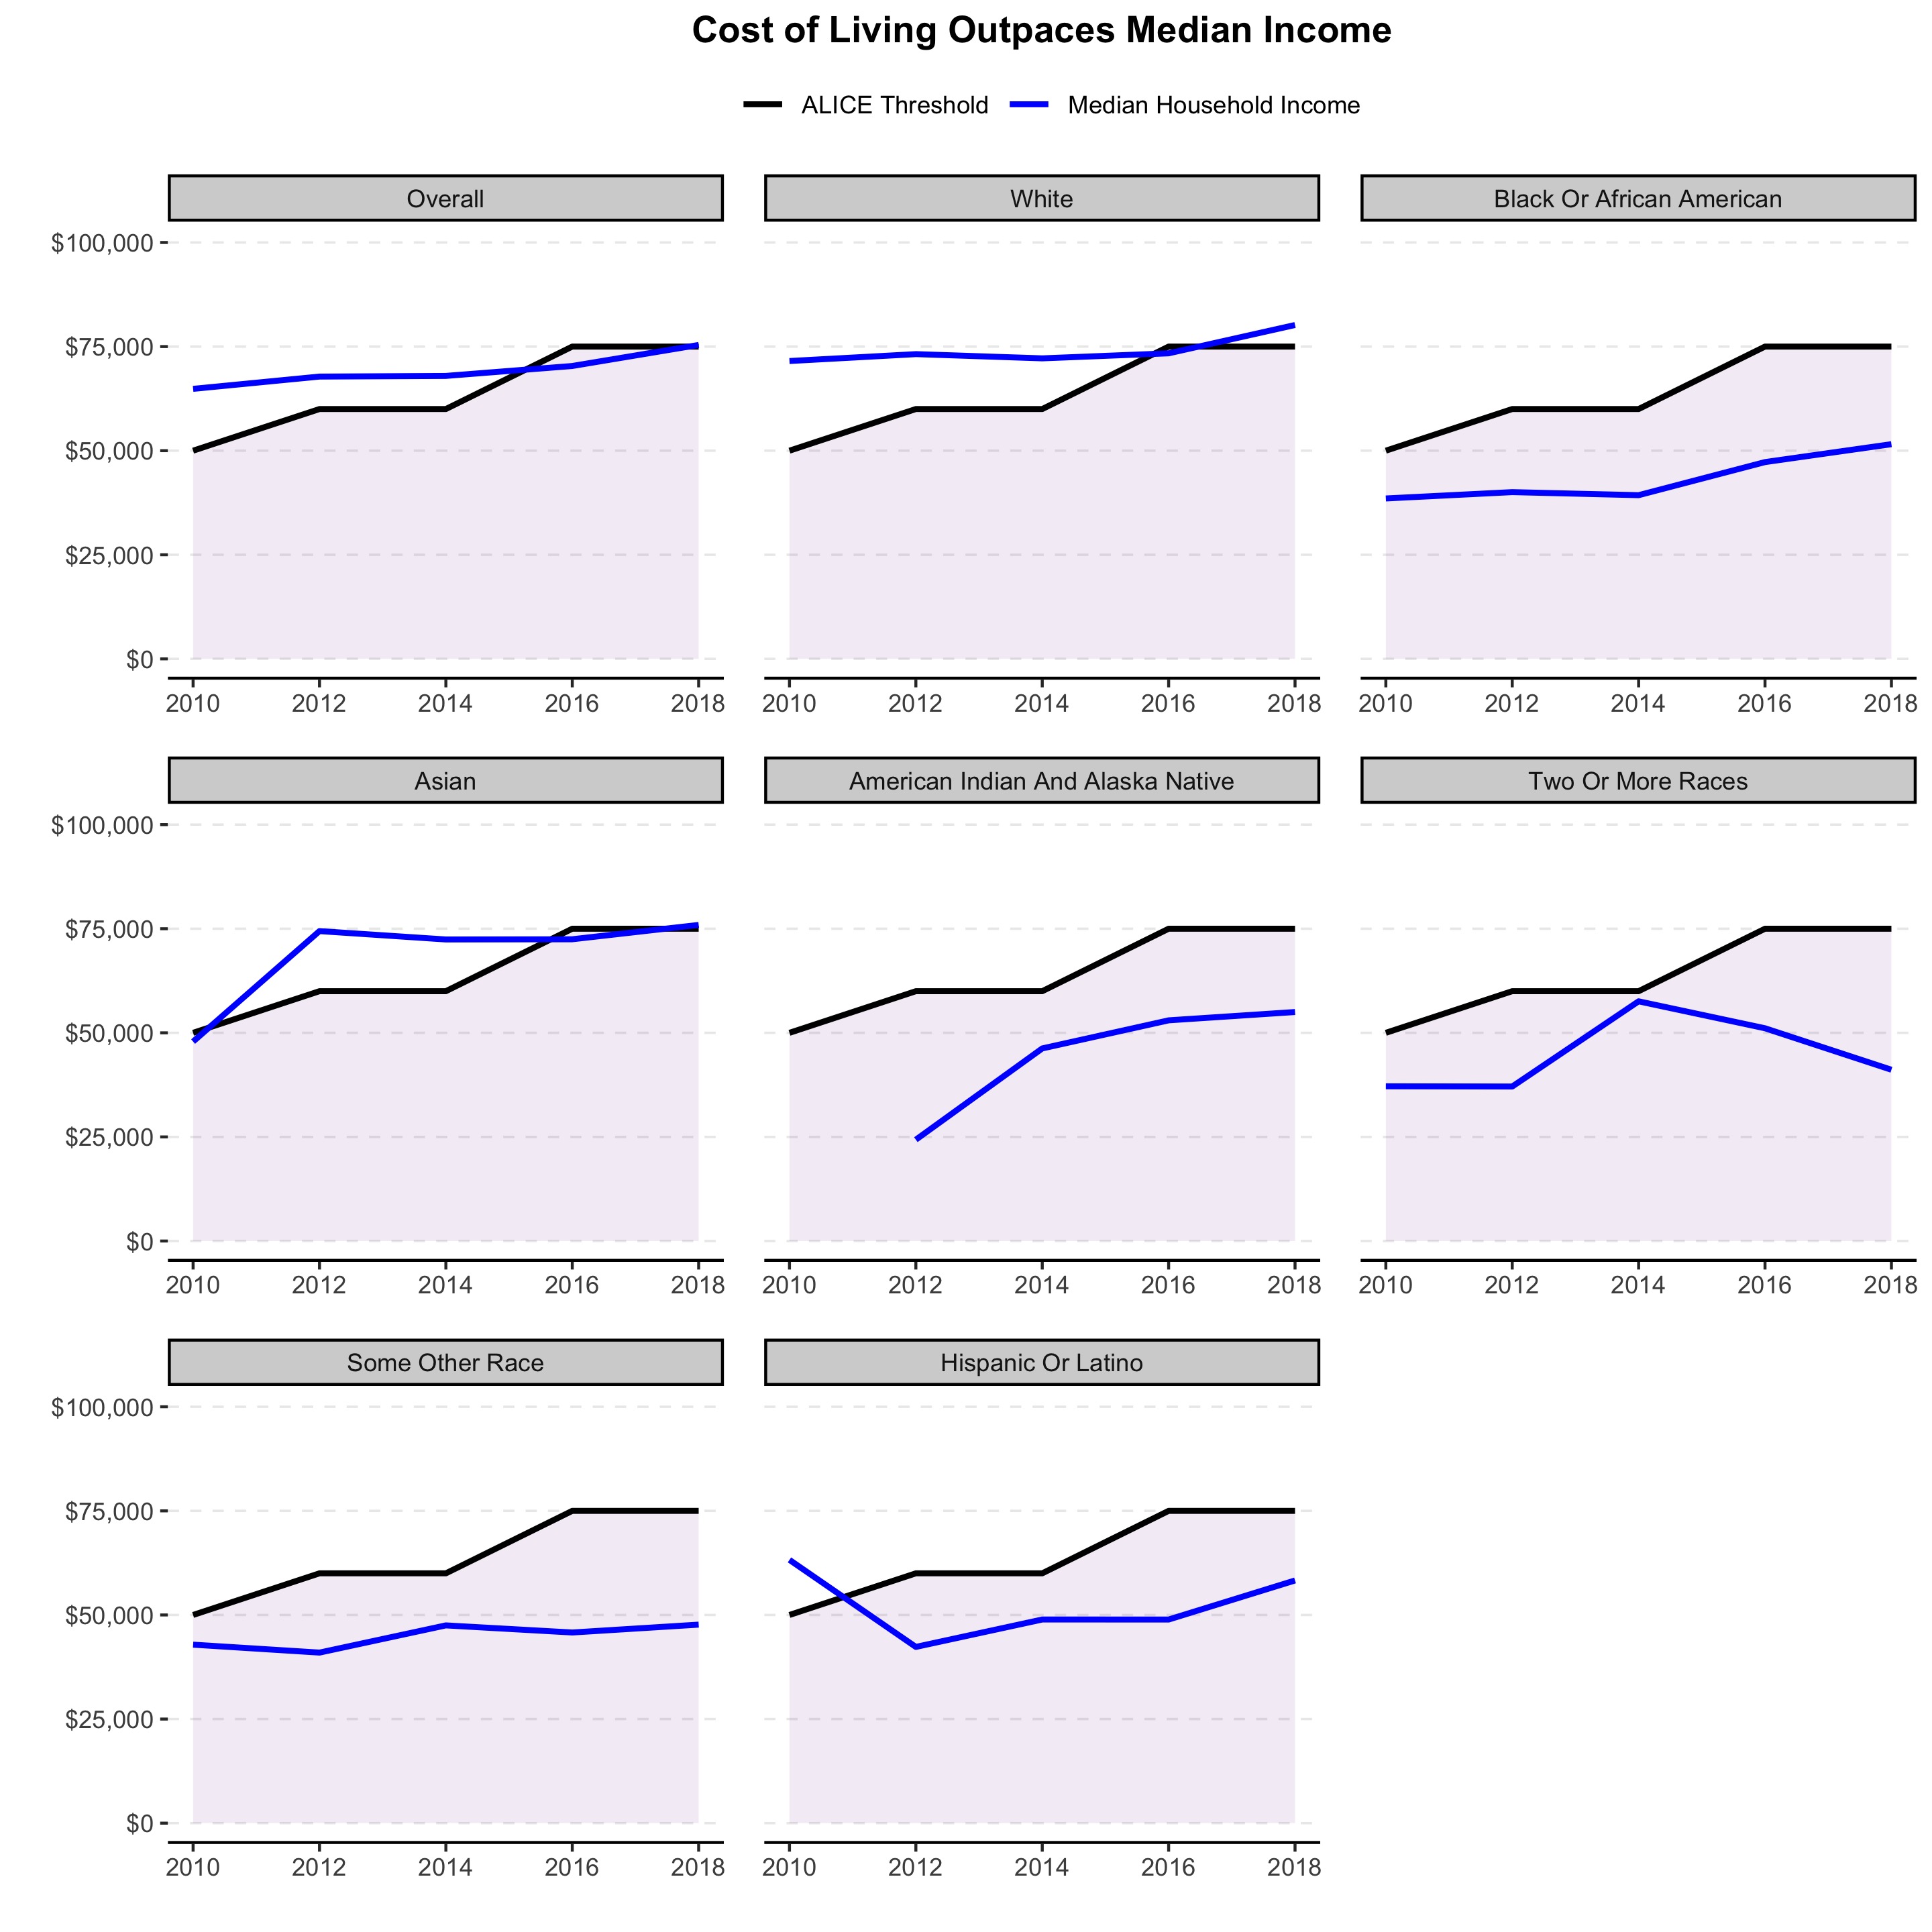 Cost of Living Outpaces Median Income
ALICE Threshold Median Household Income
Overall White Black Or African American
$100,000
$75,000
$50,000
$25,000
$0
2010 2012 2014 2016 2018 2010 2012 2014 2016 2018 2010 2012 2014 2016 2018
Asian American Indian And Alaska Native Two Or More Races
$100,000
$75,000
$50,000
$25,000
$0
2010 2012 2014 2016 2018 2010 2012 2014 2016 2018 2010 2012 2014 2016 2018
Some Other Race Hispanic Or Latino
$100,000
$75,000
$50,000
$25,000
$0
2010 2012 2014 2016 2018 2010 2012 2014 2016 2018